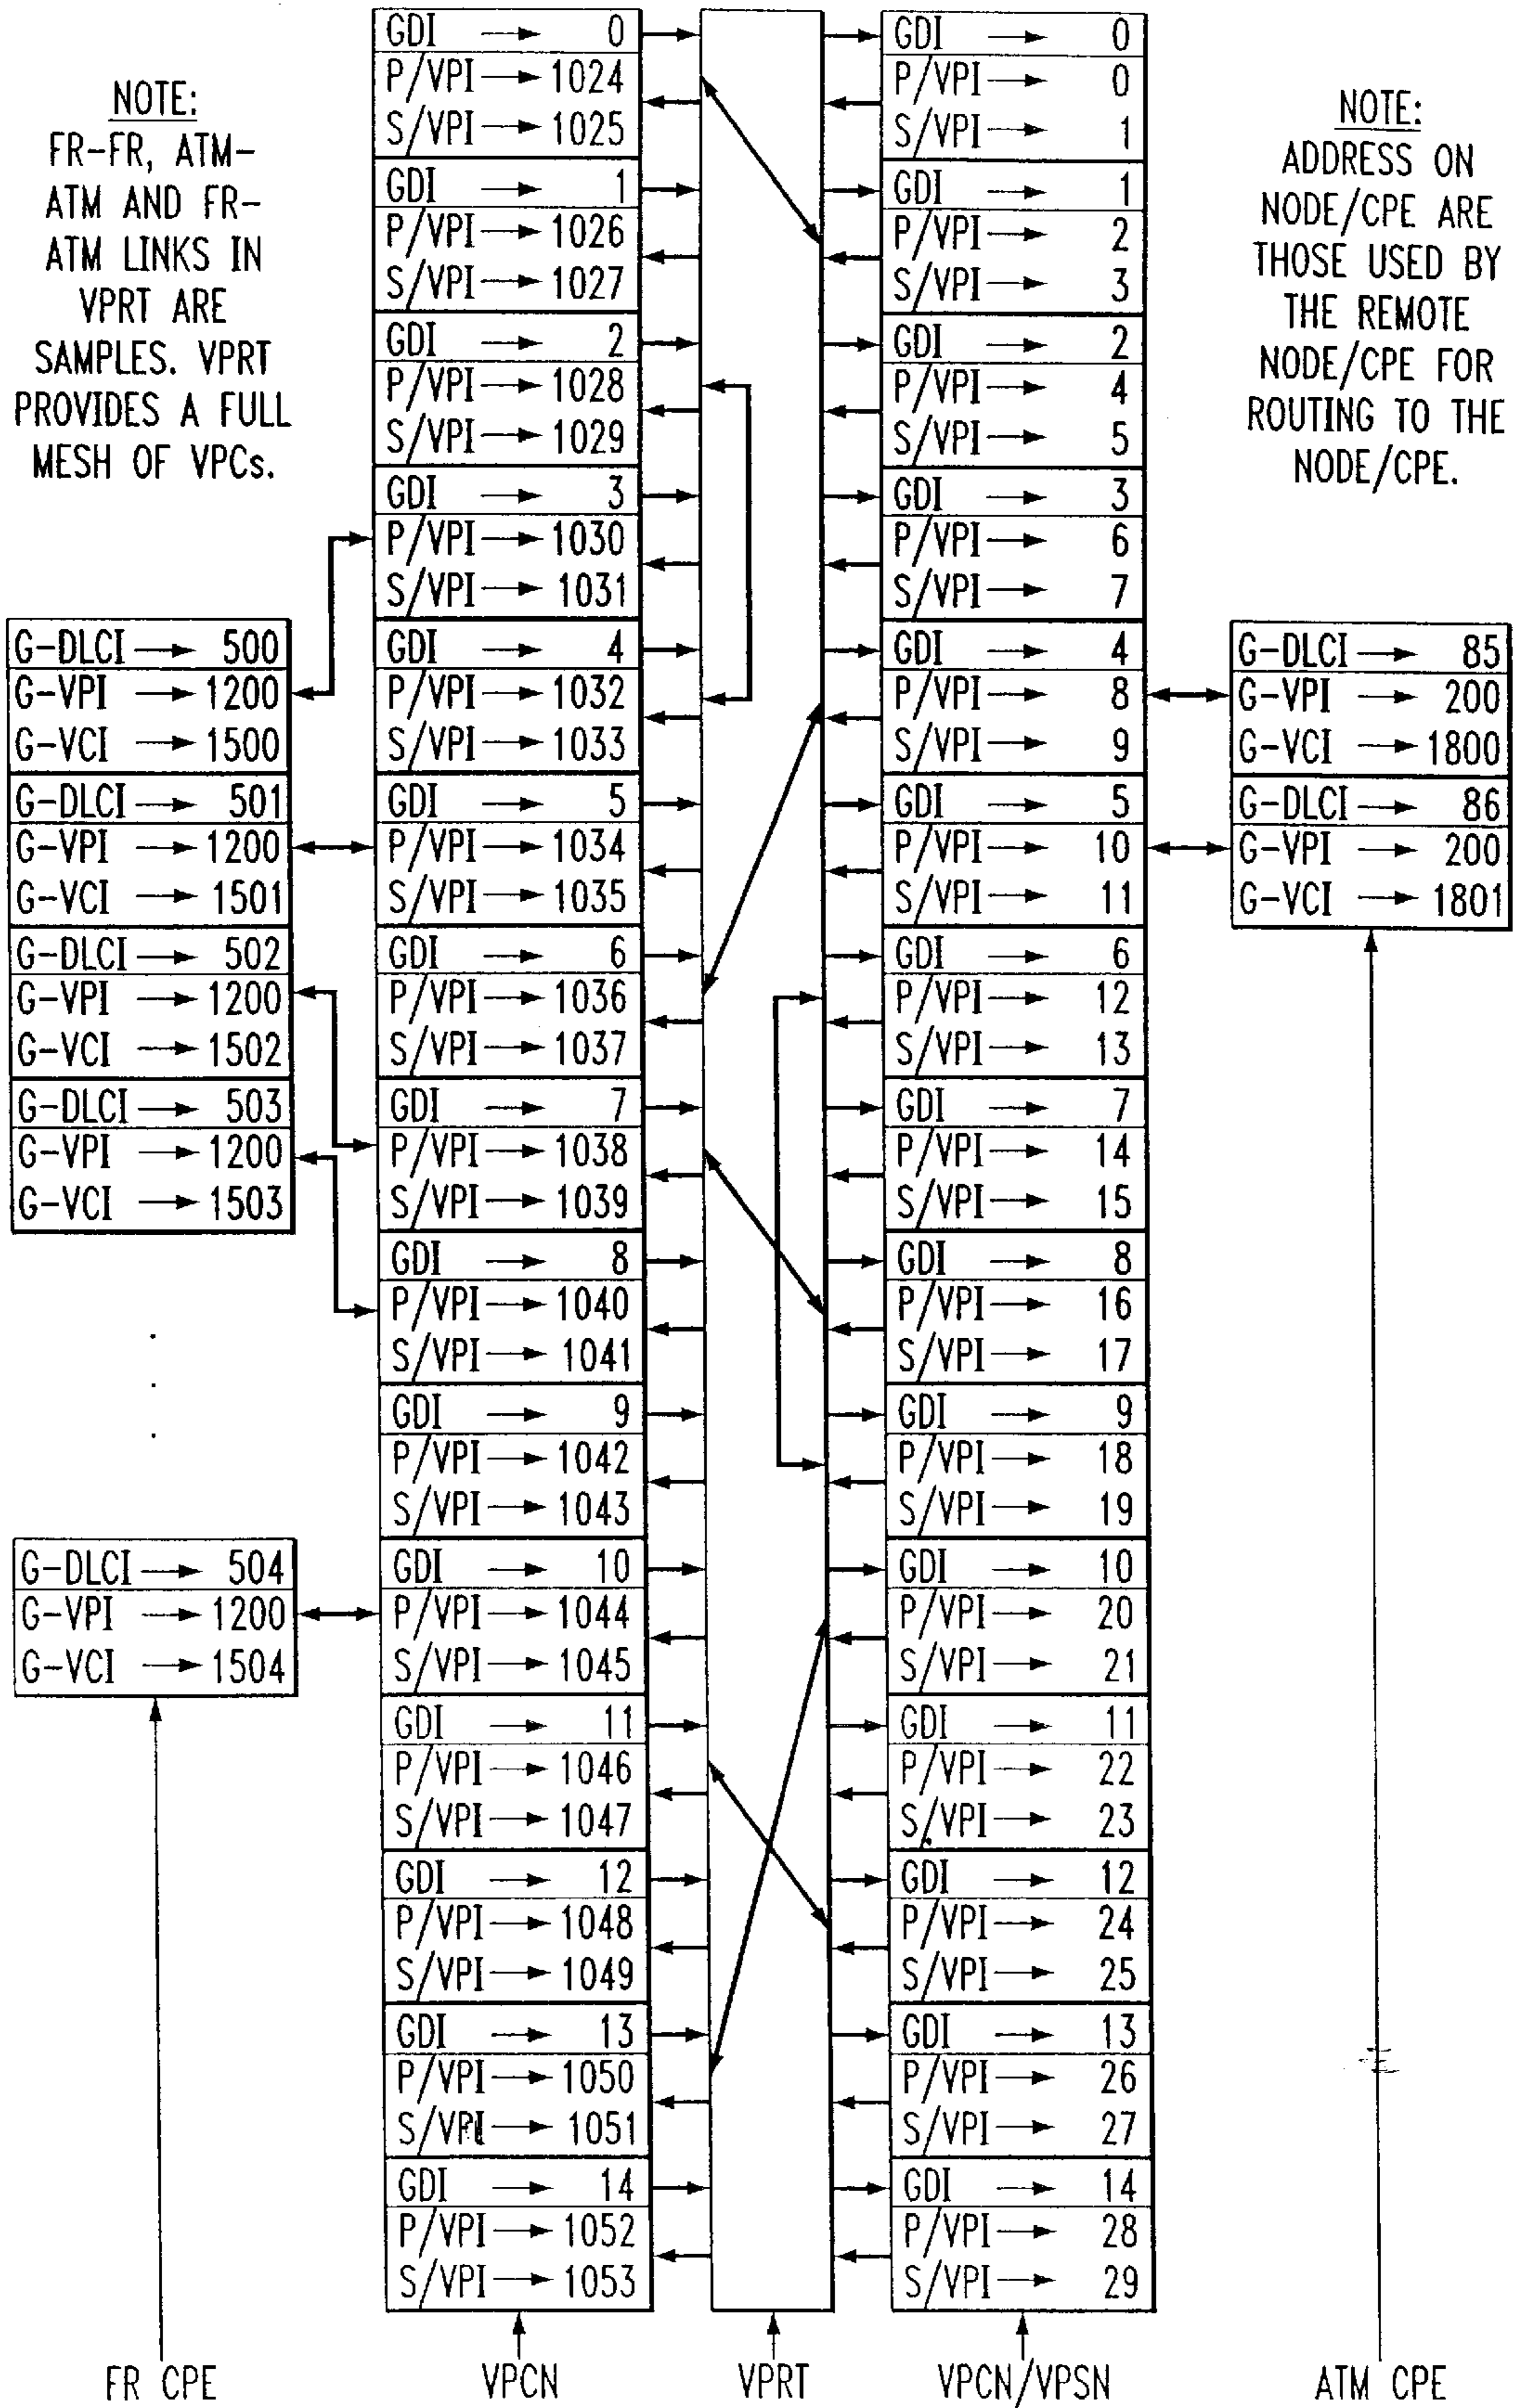 NOTE:
FR-FR, ATM-
ATM AND FR-
ATM LINKS IN
VPRT ARE
SAMPLES. VPRT
PROVIDES A FULL
MESH OF VPCs.
G-DLCI → 500
G-VPI → 1200
G-VCI → 1500
G-DLCI → 501
G-VPI → 1200
G-VCI → 1501
G-DLCI → 502
G-VPI → 1200
G-VCI → 1502
G-DLCI → 503
G-VPI → 1200
G-VCI → 1503
.
.
.
G-DLCI → 504
G-VPI → 1200
G-VCI → 1504
FR CPE
GDI → 0
P/VPI → 1024
S/VPI → 1025
GDI → 1
P/VPI → 1026
S/VPI → 1027
GDI → 2
P/VPI → 1028
S/VPI → 1029
GDI → 3
P/VPI → 1030
S/VPI → 1031
GDI → 4
P/VPI → 1032
S/VPI → 1033
GDI → 5
P/VPI → 1034
S/VPI → 1035
GDI → 6
P/VPI → 1036
S/VPI → 1037
GDI → 7
P/VPI → 1038
S/VPI → 1039
GDI → 8
P/VPI → 1040
S/VPI → 1041
GDI → 9
P/VPI → 1042
S/VPI → 1043
GDI → 10
P/VPI → 1044
S/VPI → 1045
GDI → 11
P/VPI → 1046
S/VPI → 1047
GDI → 12
P/VPI → 1048
S/VPI → 1049
GDI → 13
P/VPI → 1050
S/VPI → 1051
GDI → 14
P/VPI → 1052
S/VPI → 1053
VPCN
VPRT
GDI → 0
P/VPI → 0
S/VPI → 1
GDI → 1
P/VPI → 2
S/VPI → 3
GDI → 2
P/VPI → 4
S/VPI → 5
GDI → 3
P/VPI → 6
S/VPI → 7
GDI → 4
P/VPI → 8
S/VPI → 9
GDI → 5
P/VPI → 10
S/VPI → 11
GDI → 6
P/VPI → 12
S/VPI → 13
GDI → 7
P/VPI → 14
S/VPI → 15
GDI → 8
P/VPI → 16
S/VPI → 17
GDI → 9
P/VPI → 18
S/VPI → 19
GDI → 10
P/VPI → 20
S/VPI → 21
GDI → 11
P/VPI → 22
S/VPI → 23
GDI → 12
P/VPI → 24
S/VPI → 25
GDI → 13
P/VPI → 26
S/VPI → 27
GDI → 14
P/VPI → 28
S/VPI → 29
VPCN/VPSN
NOTE:
ADDRESS ON
NODE/CPE ARE
THOSE USED BY
THE REMOTE
NODE/CPE FOR
ROUTING TO THE
NODE/CPE.
G-DLCI → 85
G-VPI → 200
G-VCI → 1800
G-DLCI → 86
G-VPI → 200
G-VCI → 1801
ATM CPE